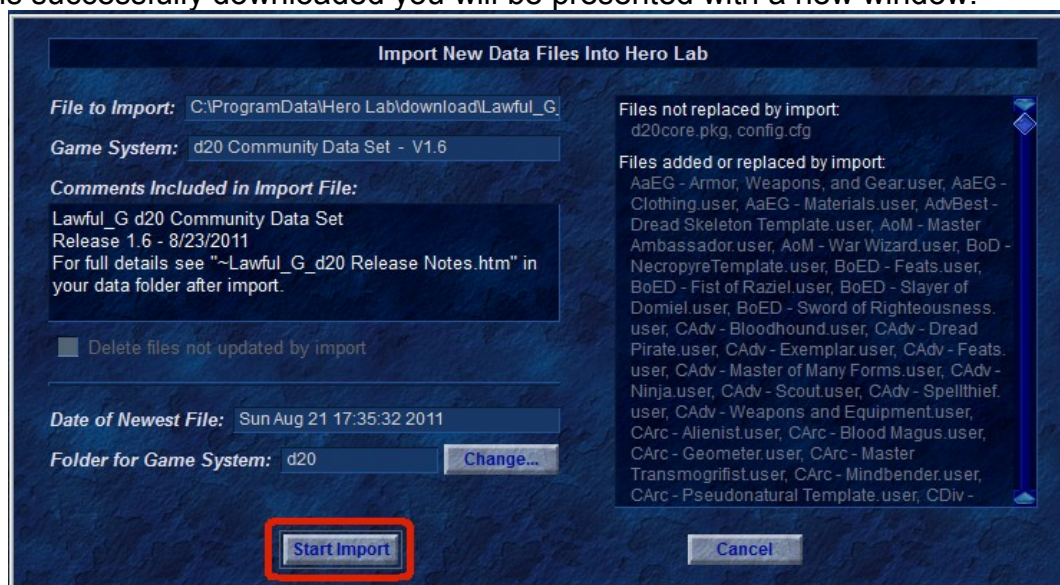 successfully downloaded you will be presented with a new window.
Import New Data Files Into Hero Lab
File to Import: C:\ProgramData\Hero Lab\download\Lawful_G_
Game System: d20 Community Data Set - V1.6
Comments Included in Import File:
Lawful_G d20 Community Data Set
Release 1.6 - 8/23/2011
For full details see "~Lawful_G_d20 Release Notes.htm" in
your data folder after import.
Delete files not updated by import
Date of Newest File: Sun Aug 21 17:35:32 2011
Folder for Game System: d20 Change...
Files not replaced by import:
d20core.pkg, config.cfg
Files added or replaced by import:
AaEG - Armor, Weapons, and Gear.user, AaEG -
Clothing.user, AaEG - Materials.user, AdvBest -
Dread Skeleton Template.user, AoM - Master
Ambassador.user, AoM - War Wizard.user, BoD -
NecropyreTemplate.user, BoED - Feats.user,
BoED - Fist of Raziel.user, BoED - Slayer of
Domiel.user, BoED - Sword of Righteousness.
user, CAdv - Bloodhound.user, CAdv - Dread
Pirate.user, CAdv - Exemplar.user, CAdv - Feats.
user, CAdv - Master of Many Forms.user, CAdv -
Ninja.user, CAdv - Scout.user, CAdv - Spellthief.
user, CAdv - Weapons and Equipment.user,
CArc - Alienist.user, CArc - Blood Magus.user,
CArc - Geometer.user, CArc - Master
Transmogrifist.user, CArc - Mindbender.user,
CArc - Pseudonatural Template.user, CDiv -
Start Import
Cancel